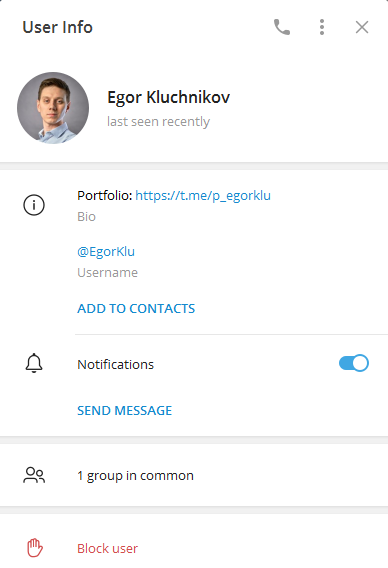 User Info
Egor Kluchnikov
last seen recently
Portfolio: https://t.me/p_egorklu
Bio
@EgorKlu
Username
ADD TO CONTACTS
Notifications
SEND MESSAGE
1 group in common
Block user